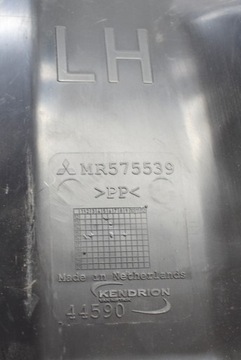 LH
MR575539
>PP<
Made in Netherlands
KENDRION
44590